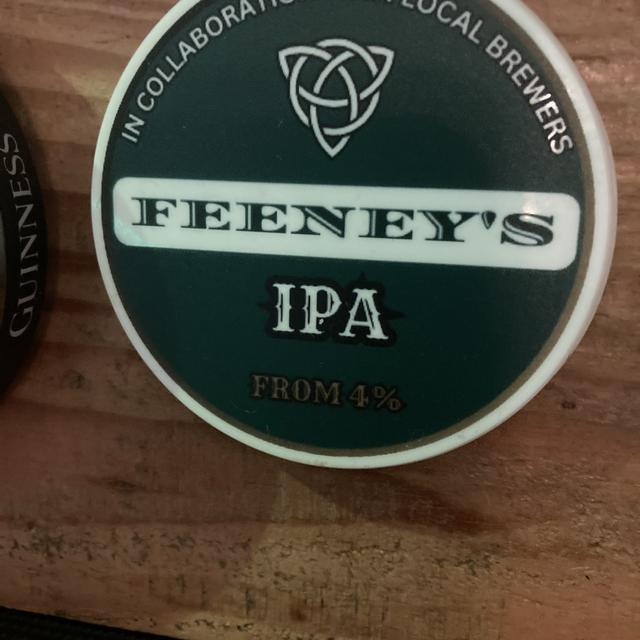 IN COLLABORATIO LOCAL BREWERS
FEENEY'S
IPA
FROM 4%
GUINNESS